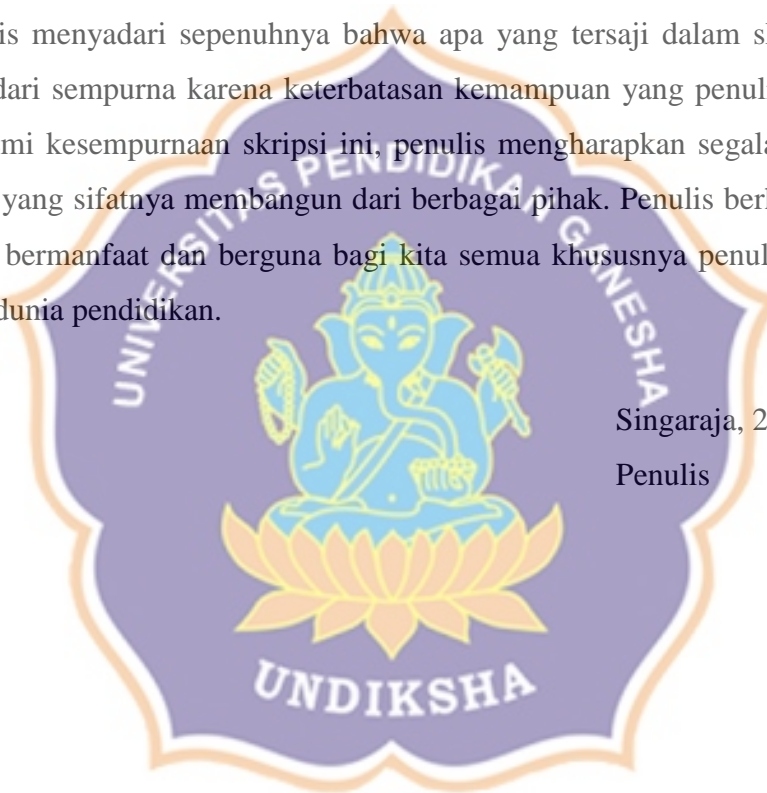 is menyadari sepenuhnya bahwa apa yang tersaji dalam sk
dari sempurna karena keterbatasan kemampuan yang penuli
mi kesempurnaan skripsi ini, penulis mengharapkan segala
yang sifatnya membangun dari berbagai pihak. Penulis berl
bermanfaat dan berguna bagi kita semua khususnya penul
dunia pendidikan.
UNIVERSITAS PENDIDIKAN GANESHA
Singaraja, 2
Penulis
UNDIKSHA